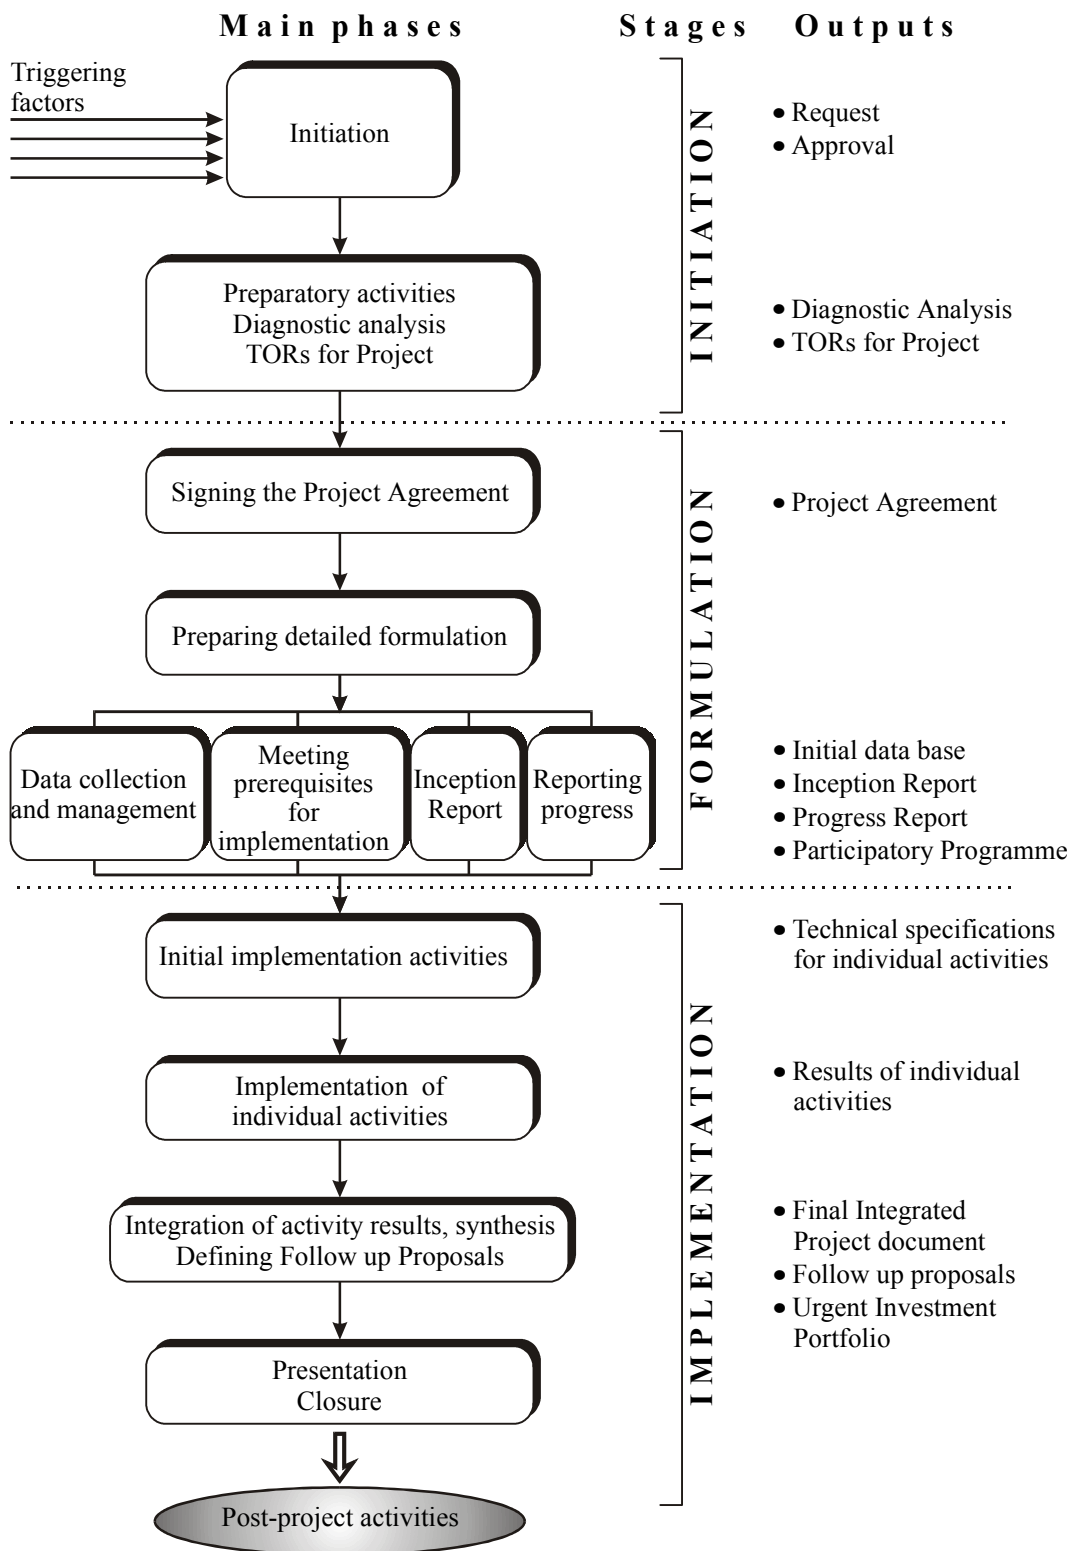 Main phases
Stages
Outputs
Triggering
factors
Initiation
INITIATION
• Request
• Approval
Preparatory activities
Diagnostic analysis
TORs for Project
• Diagnostic Analysis
• TORs for Project
Signing the Project Agreement
FORMULATION
• Project Agreement
Preparing detailed formulation
Data collection
and management
Meeting
prerequisites
for
implementation
Inception
Report
Reporting
progress
• Initial data base
• Inception Report
• Progress Report
• Participatory Programme
Initial implementation activities
IMPLEMENTATION
• Technical specifications
for individual activities
Implementation of
individual activities
• Results of individual
activities
Integration of activity results, synthesis
Defining Follow up Proposals
• Final Integrated
Project document
• Follow up proposals
• Urgent Investment
Portfolio
Presentation
Closure
Post-project activities